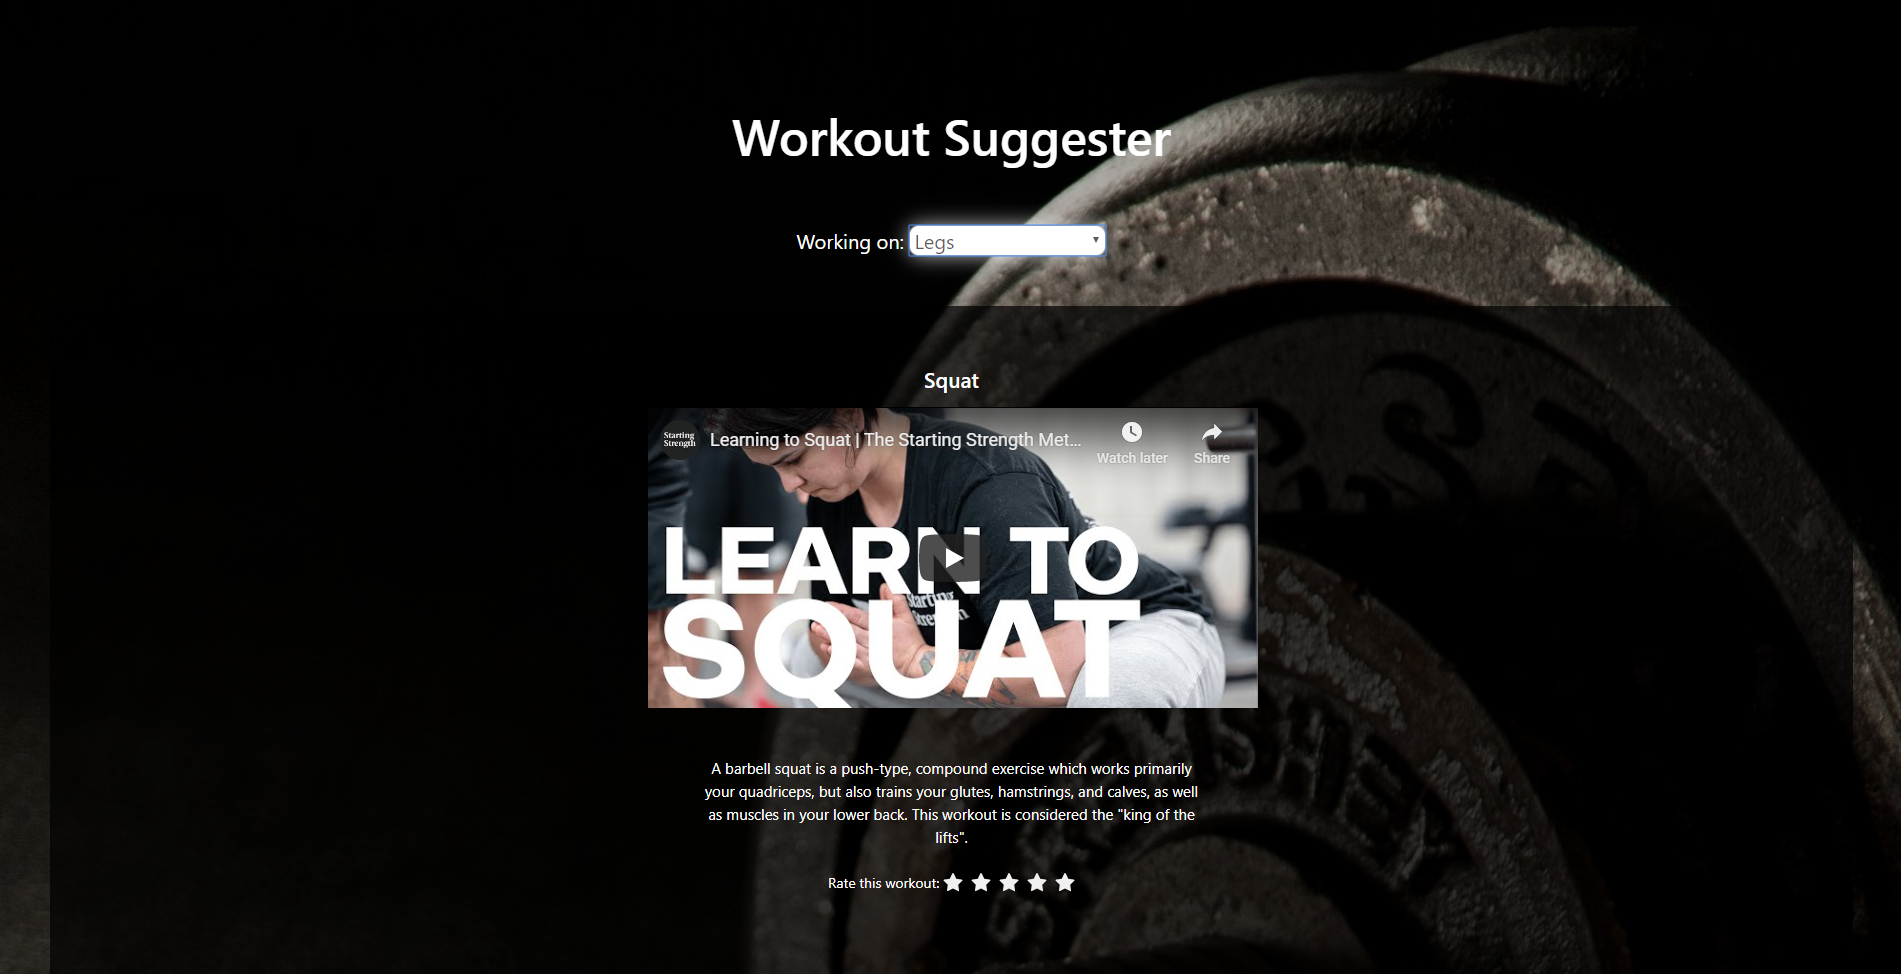 Workout Suggester
Working on: Legs
Squat
Starting
Strength
Learning to Squat | The Starting Strength Met...
Watch later
Share
LEARN TO
SQUAT
Starting
Strength
A barbell squat is a push-type, compound exercise which works primarily
your quadriceps, but also trains your glutes, hamstrings, and calves, as well
as muscles in your lower back. This workout is considered the "king of the
lifts".
Rate this workout: